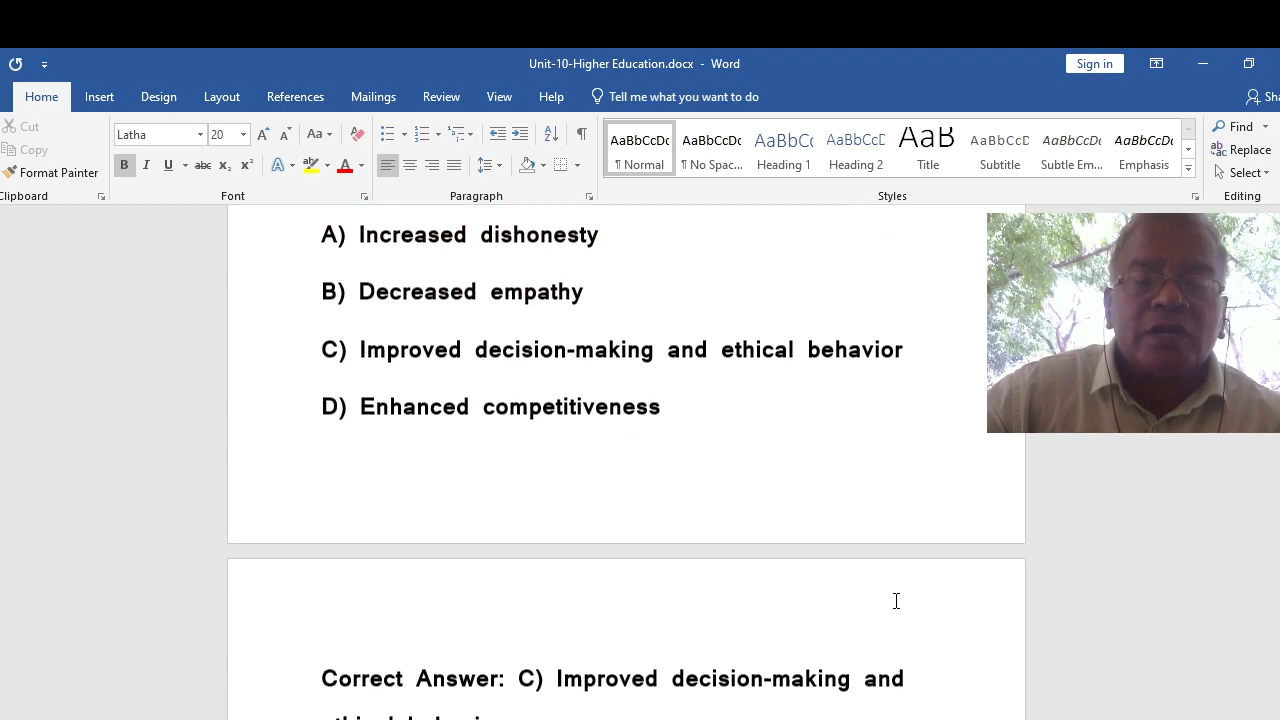 Unit-10-Higher Education.docx - Word
Sign in
Home Insert Design Layout References Mailings Review View Help Tell me what you want to do
Cut
Copy
Format Painter
Clipboard
Latha 20
Font
Paragraph
AaBbCcDc AaBbCcDc AaBbC( AaBbCcD AaB AaBbCcD AaBbCcDc AaBbCcDc
¶ Normal ¶ No Spac... Heading 1 Heading 2 Title Subtitle Subtle Em... Emphasis
Styles
Find
Replace
Select
Editing
A) Increased dishonesty
B) Decreased empathy
C) Improved decision-making and ethical behavior
D) Enhanced competitiveness
Correct Answer: C) Improved decision-making and